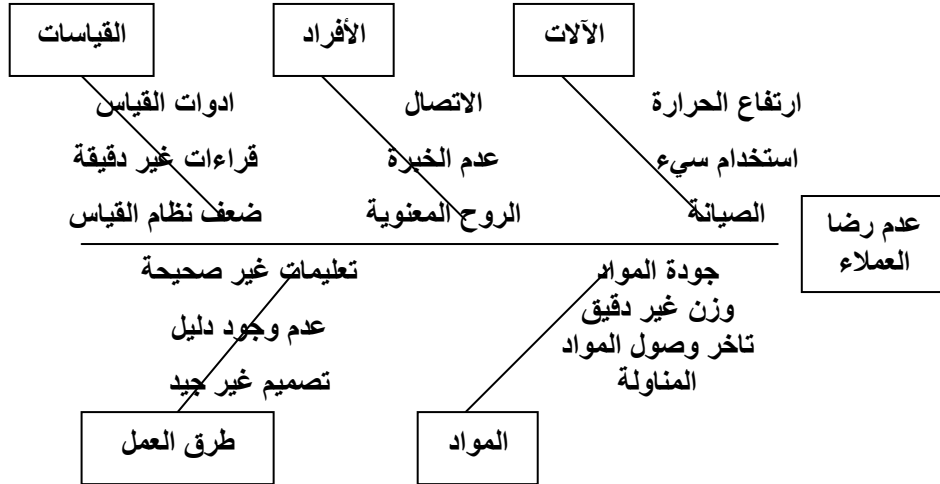 الآلات
الأفراد
القياسات
ارتفاع الحرارة
الاتصال
ادوات القياس
استخدام سيء
عدم الخبرة
قراءات غير دقيقة
الصيانة
الروح المعنوية
ضعف نظام القياس
عدم رضا
العملاء
جودة المواد
تعليمات غير صحيحة
وزن غير دقيق
عدم وجود دليل
تاخر وصول المواد
المناولة
تصميم غير جيد
المواد
طرق العمل